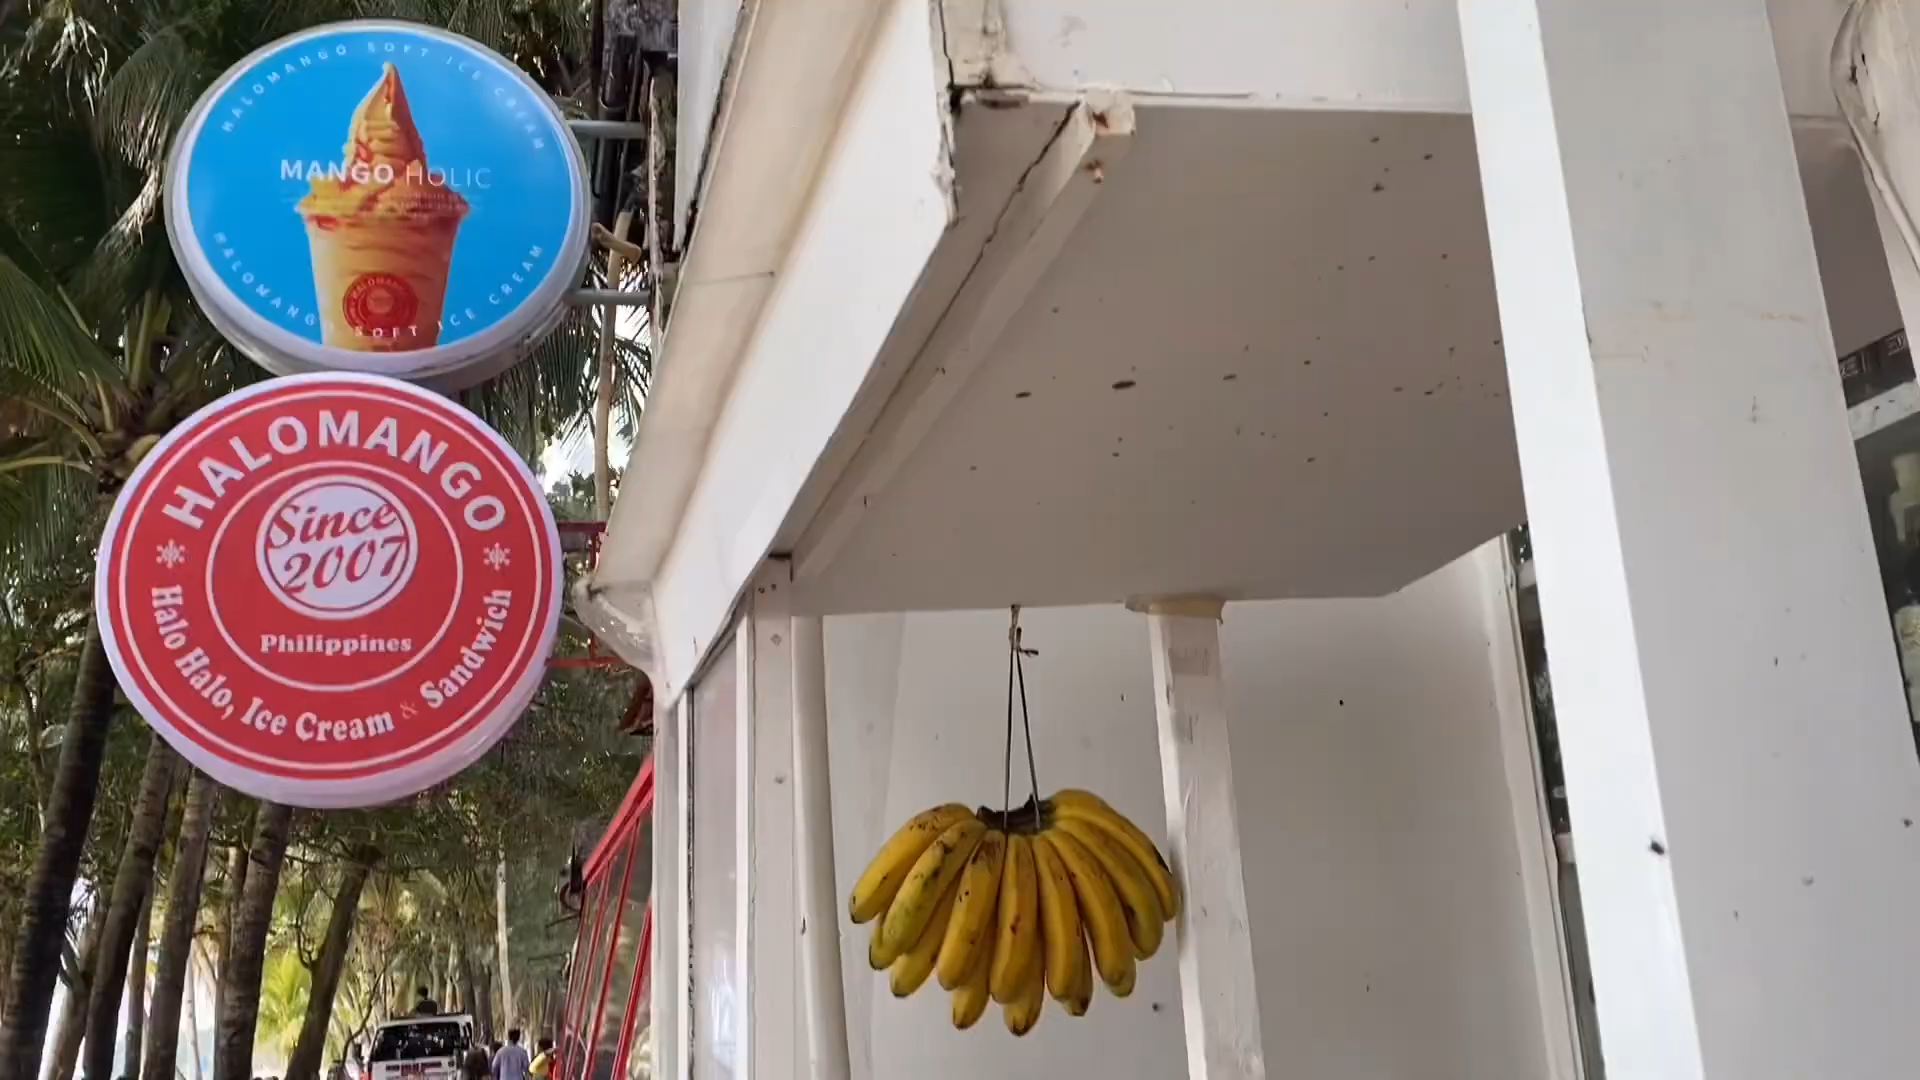 HALOMANGO SOFT ICE CREAM
MANGO HOLIC
HALOMANGO
HALOMANGO SOFT ICE CREAM
HALOMANGO
Since
2007
Philippines
Halo Halo, Ice Cream & Sandwich